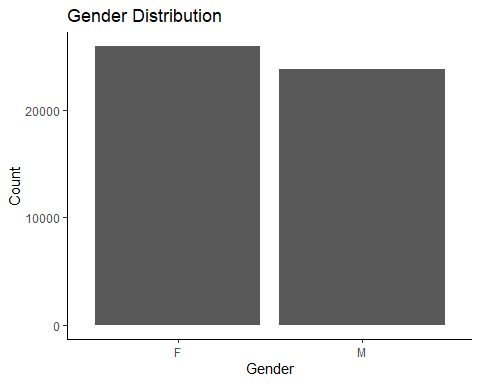 Gender Distribution
Count
20000
10000
0
F
M
Gender